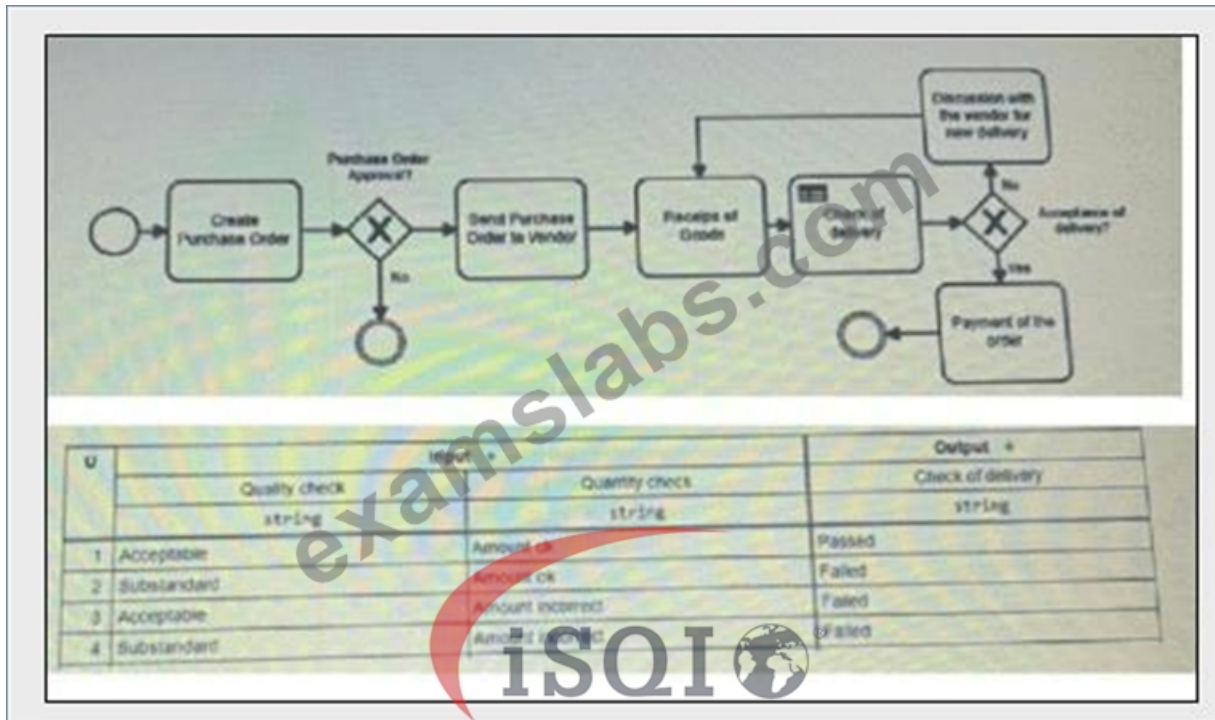 Purchase Order
Approval?
Create
Purchase Order
No
Send Purchase
Order to Vendor
Receipt of
Goods
Check of
delivery
Discussion with
the vendor for
new delivery
No
Acceptance of
delivery?
Yes
Payment of the
order
U Input + Output +
Quality check Quantity check Check of delivery
string string string
1 Acceptable Amount ok Passed
2 Substandard Amount ok Failed
3 Acceptable Amount incorrect Failed
4 Substandard Amount incorrect Failed
examslabs.com
iSQI